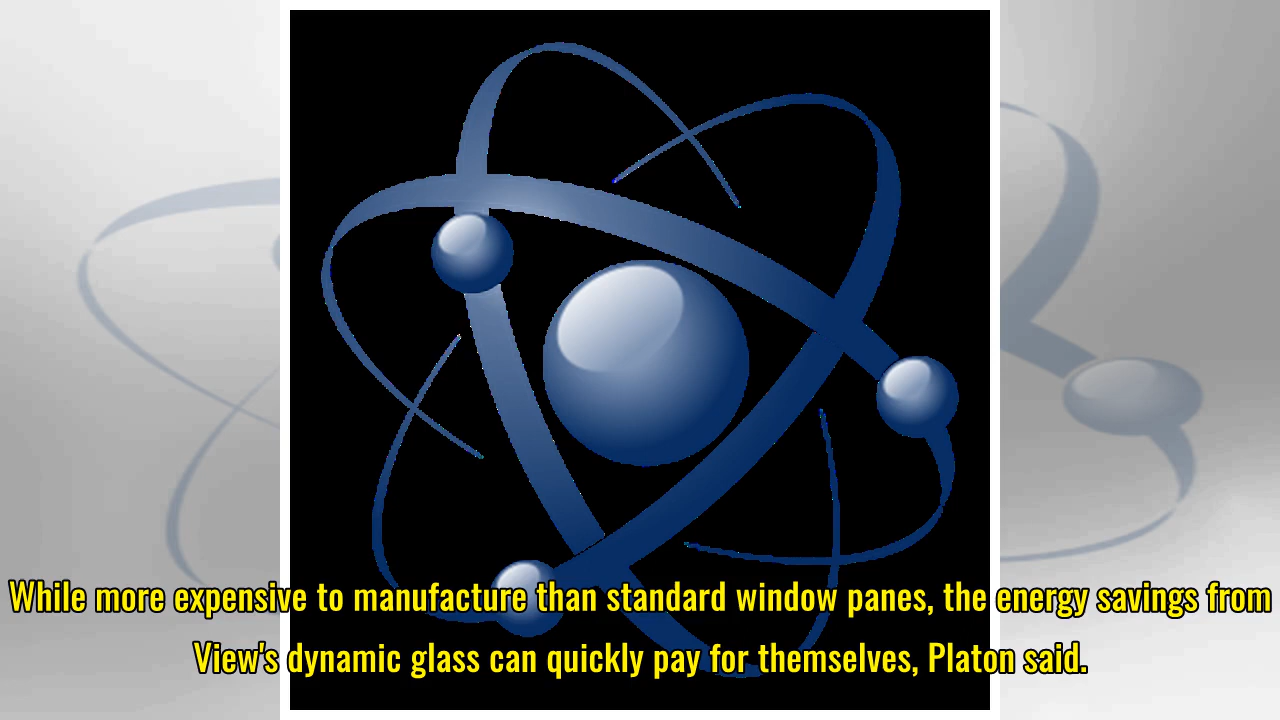 While more expensive to manufacture than standard window panes, the energy savings from
View's dynamic glass can quickly pay for themselves, Platon said.